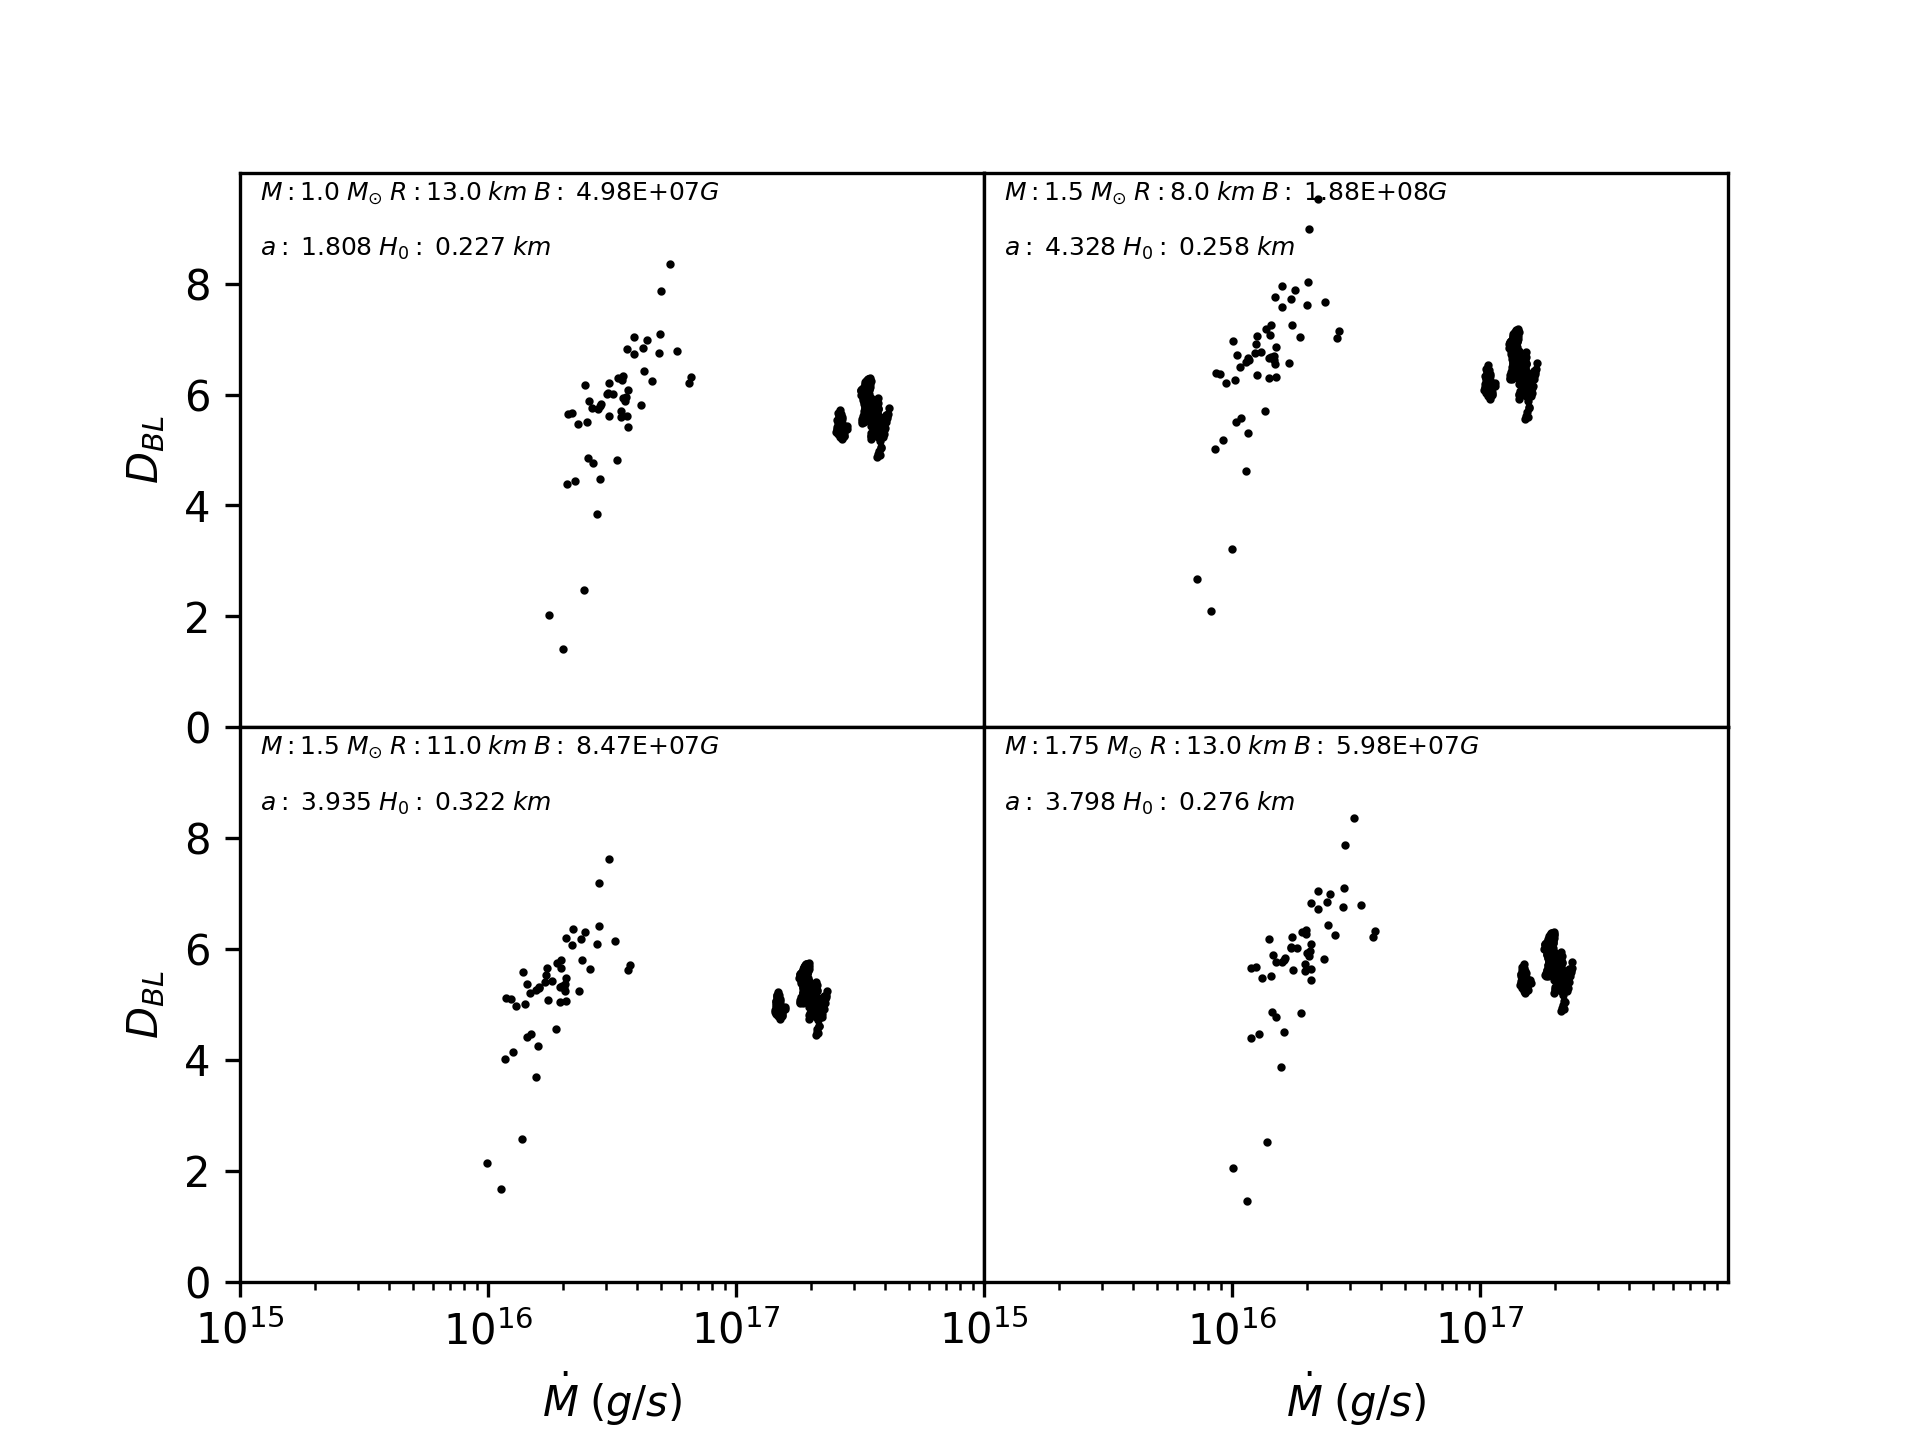 M : 1.0 M☉ R : 13.0 km B : 4.98E+07G
a : 1.808 H₀ : 0.227 km
M : 1.5 M☉ R : 8.0 km B : 1.88E+08G
a : 4.328 H₀ : 0.258 km
8
6
4
2
0
D_BL
M : 1.5 M☉ R : 11.0 km B : 8.47E+07G
a : 3.935 H₀ : 0.322 km
M : 1.75 M☉ R : 13.0 km B : 5.98E+07G
a : 3.798 H₀ : 0.276 km
8
6
4
2
0
D_BL
10¹⁵ 10¹⁶ 10¹⁷ 10¹⁵ 10¹⁶ 10¹⁷
Ṁ (g/s) Ṁ (g/s)